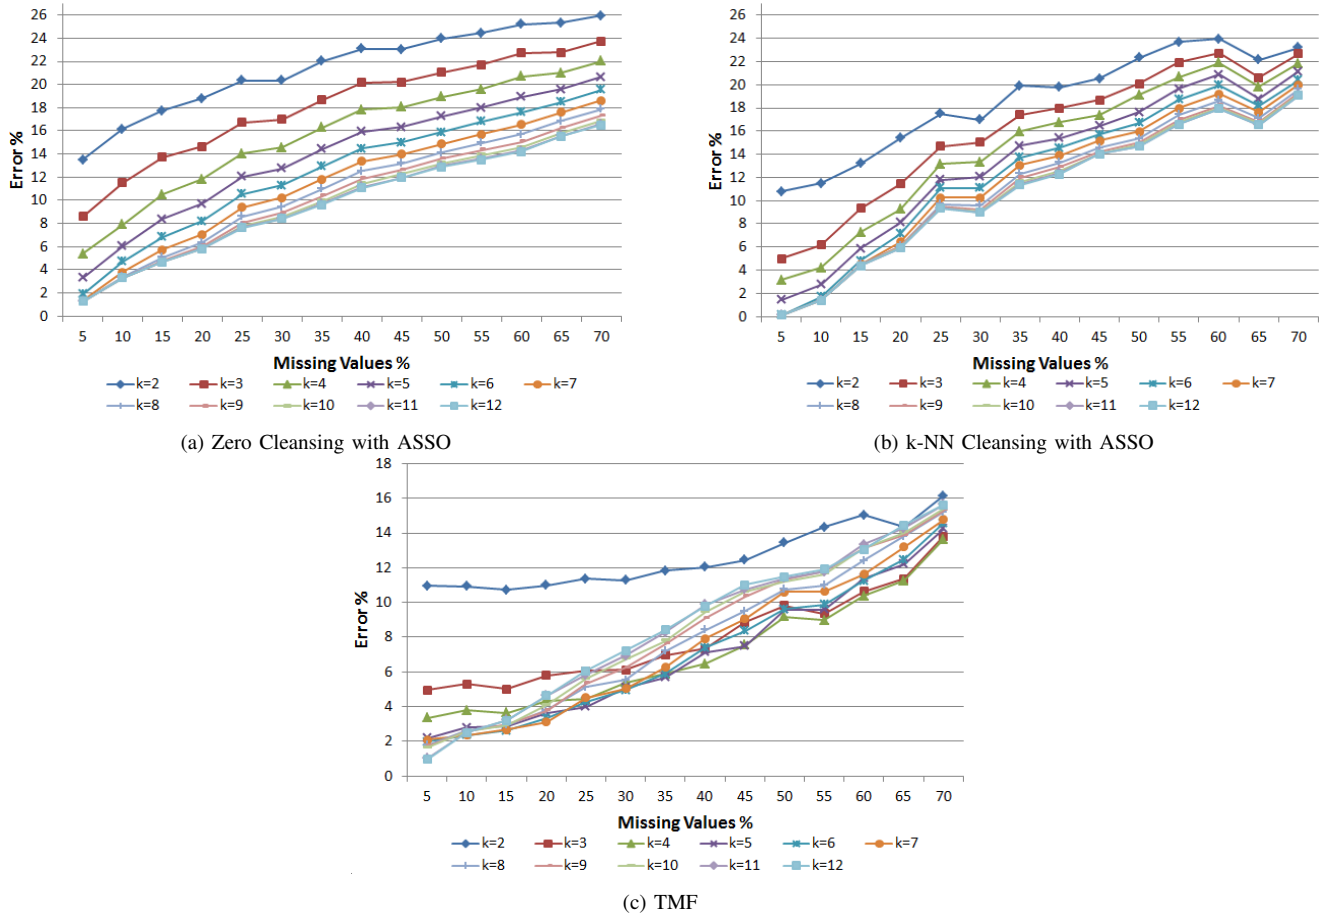 26
24
22
20
18
16
14
12
10
8
6
4
2
0
Error %
5 10 15 20 25 30 35 40 45 50 55 60 65 70
Missing Values %
k=2 k=3 k=4 k=5 k=6 k=7
k=8 k=9 k=10 k=11 k=12
(a) Zero Cleansing with ASSO
26
24
22
20
18
16
14
12
10
8
6
4
2
0
Error %
5 10 15 20 25 30 35 40 45 50 55 60 65 70
Missing Values %
k=2 k=3 k=4 k=5 k=6 k=7
k=8 k=9 k=10 k=11 k=12
(b) k-NN Cleansing with ASSO
18
16
14
12
10
8
6
4
2
0
Error %
5 10 15 20 25 30 35 40 45 50 55 60 65 70
Missing Values %
k=2 k=3 k=4 k=5 k=6 k=7
k=8 k=9 k=10 k=11 k=12
(c) TMF